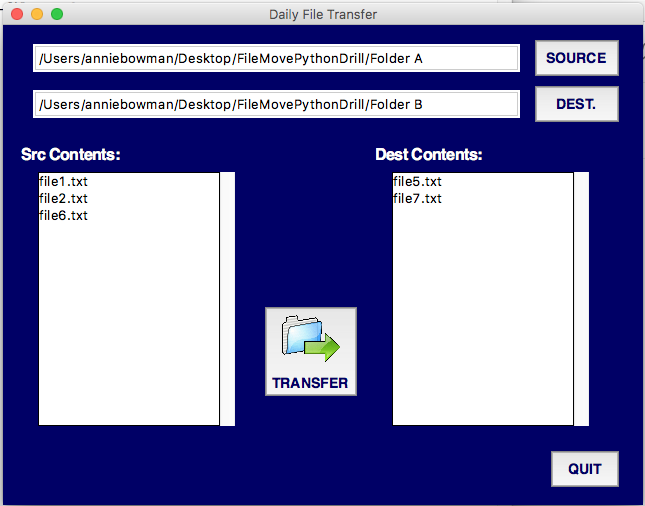 Daily File Transfer
/Users/anniebowman/Desktop/FileMovePythonDrill/Folder A
SOURCE
/Users/anniebowman/Desktop/FileMovePythonDrill/Folder B
DEST.
Src Contents:
file1.txt
file2.txt
file6.txt
Dest Contents:
file5.txt
file7.txt
TRANSFER
QUIT